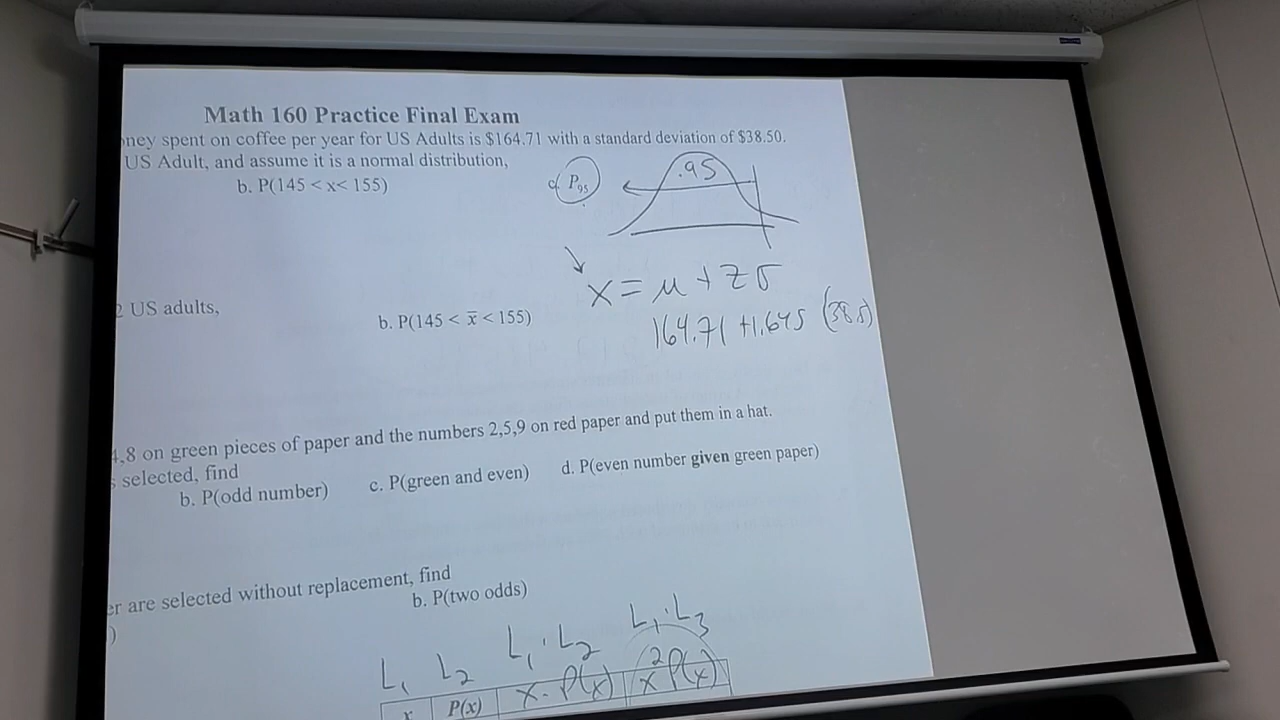 Math 160 Practice Final Exam
ney spent on coffee per year for US Adults is $164.71 with a standard deviation of $38.50.
US Adult, and assume it is a normal distribution,
b. P(145 < x< 155)
c. P₉₅
.95
x = μ + z σ
164.71 + 1.645 (38.5)
2 US adults,
b. P(145 < x̅ < 155)
4,8 on green pieces of paper and the numbers 2,5,9 on red paper and put them in a hat.
s selected, find
b. P(odd number) c. P(green and even) d. P(even number given green paper)
er are selected without replacement, find
) b. P(two odds)
L₁ L₂ L₁·L₂ L₁·L₃
x P(x) x·P(x) x²P(x)